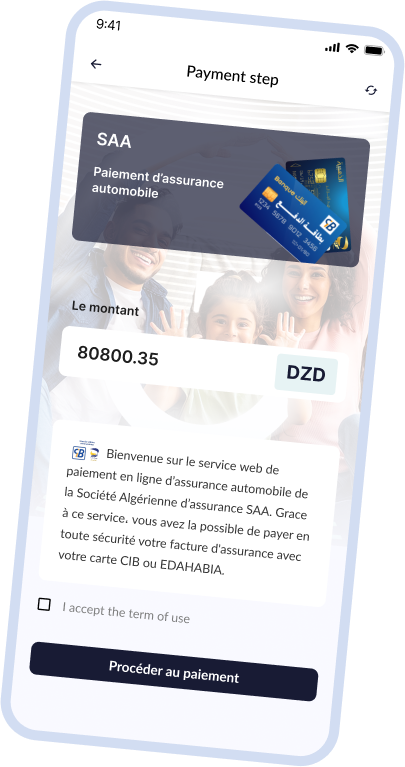 9:41
Payment step
SAA
Paiement d'assurance
automobile
Banque
بطاقة الدفع
CIB
1234 5678 9012 3456
Le montant
80800.35
DZD
CB
Bienvenue sur le service web de
paiement en ligne d'assurance automobile de
la Société Algérienne d'assurance SAA. Grace
à ce service, vous avez la possible de payer en
toute sécurité votre facture d'assurance avec
votre carte CIB ou EDAHABIA.
I accept the term of use
Procéder au paiement